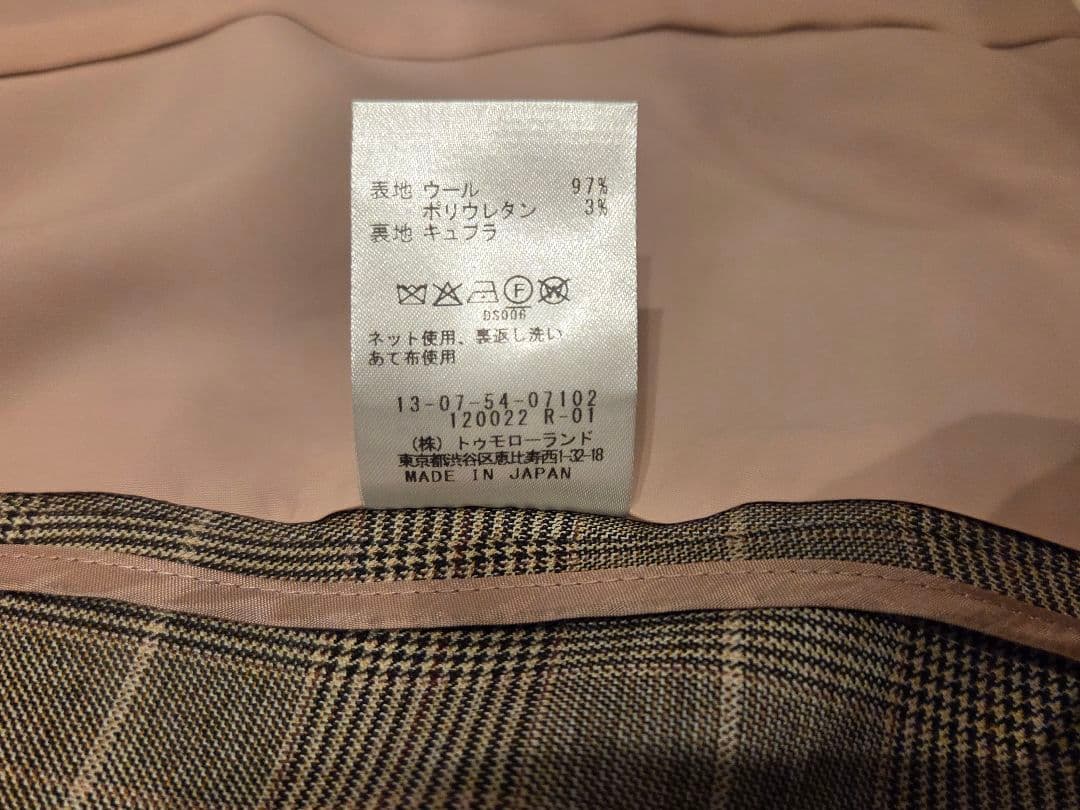 表地 ウール 97%
ポリウレタン 3%
裏地 キュプラ
F W
DS006
ネット使用、裏返し洗い
あて布使用
13-07-54-07102
120022 R-01
(株) トゥモローランド
東京都渋谷区恵比寿西1-32-18
MADE IN JAPAN